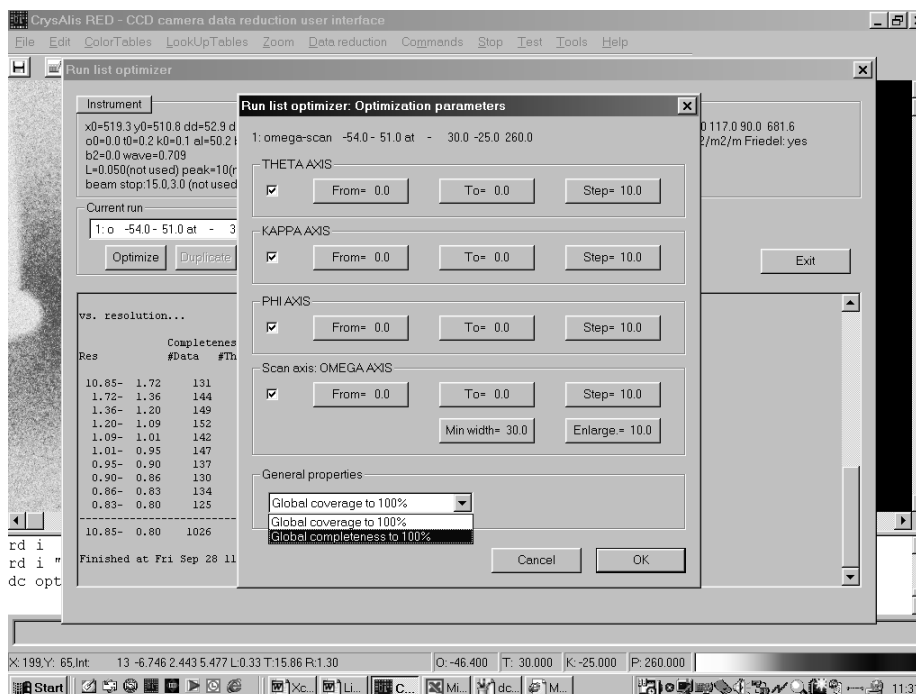 CrysAlis RED - CCD camera data reduction user interface
File Edit ColorTables LookUpTables Zoom Data reduction Commands Stop Test Tools Help
H
Run list optimizer
Instrument
x0=519.3 y0=510.8 dd=52.9 d
o0=0.0 t0=0.2 k0=0.1 al=50.2
b2=0.0 wave=0.709
L=0.050(not used) peak=10(r
beam stop:15.0,3.0 (not used
0 117.0 90.0 681.6
2/m2/m Friedel: yes
Current run
1: o -54.0 - 51.0 at - 3
Optimize
Duplicate
Exit
vs. resolution...
Completenes
Res #Data #Th
10.85- 1.72 131
1.72- 1.36 144
1.36- 1.20 149
1.20- 1.09 152
1.09- 1.01 142
1.01- 0.95 147
0.95- 0.90 137
0.90- 0.86 130
0.86- 0.83 134
0.83- 0.80 125
10.85- 0.80 1026
Finished at Fri Sep 28 11
Run list optimizer: Optimization parameters
1: omega-scan -54.0 - 51.0 at - 30.0 -25.0 260.0
THETA AXIS
From= 0.0 To= 0.0 Step= 10.0
KAPPA AXIS
From= 0.0 To= 0.0 Step= 10.0
PHI AXIS
From= 0.0 To= 0.0 Step= 10.0
Scan axis: OMEGA AXIS
From= 0.0 To= 0.0 Step= 10.0
Min width= 30.0 Enlarge.= 10.0
General properties
Global coverage to 100%
Global coverage to 100%
Global completeness to 100%
Cancel OK
rd i
rd i "
dc opt
X: 199,Y: 65,Int: 13 -6.746 2.443 5.477 L:0.33 T:15.86 R:1.30 O: -46.400 T: 30.000 K: -25.000 P: 260.000
Start Xc... Li... C... Mi... dc... M... 11:3